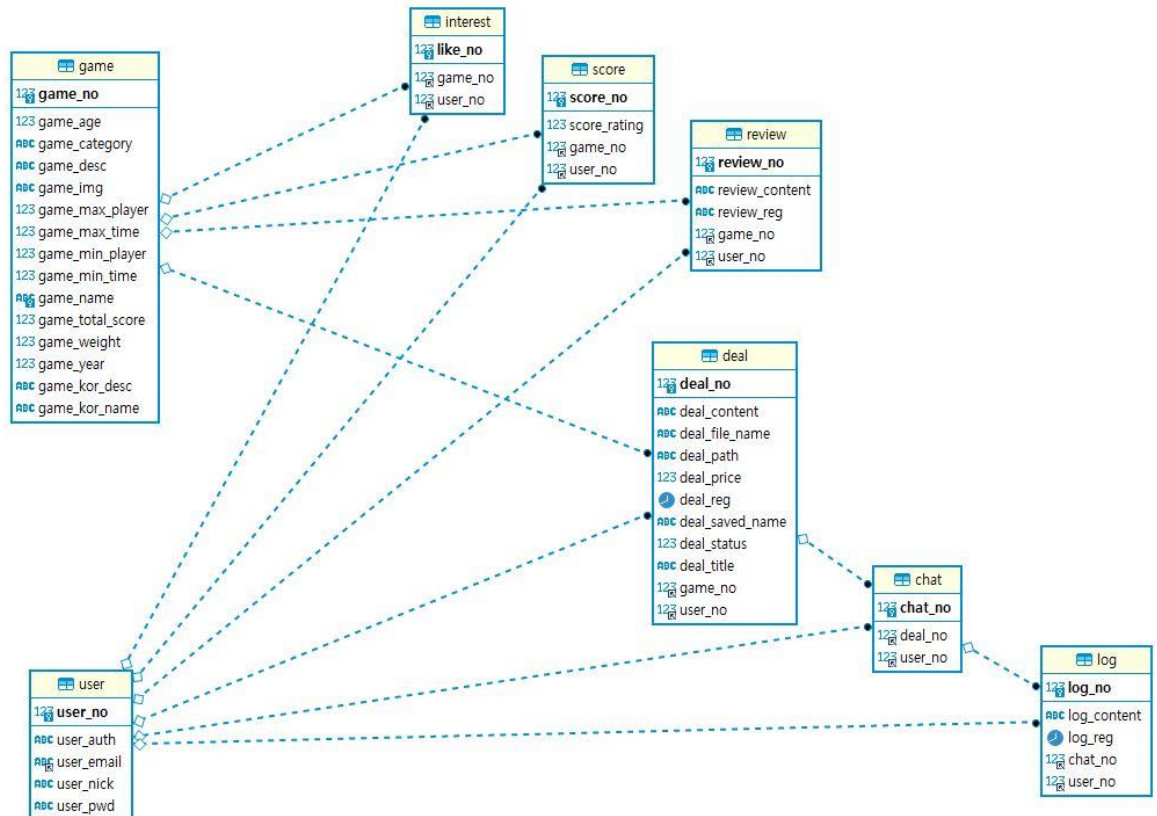 game
game_no
game_age
game_category
game_desc
game_img
game_max_player
game_max_time
game_min_player
game_min_time
game_name
game_total_score
game_weight
game_year
game_kor_desc
game_kor_name
interest
like_no
game_no
user_no
score
score_no
score_rating
game_no
user_no
review
review_no
review_content
review_reg
game_no
user_no
deal
deal_no
deal_content
deal_file_name
deal_path
deal_price
deal_reg
deal_saved_name
deal_status
deal_title
game_no
user_no
chat
chat_no
deal_no
user_no
log
log_no
log_content
log_reg
chat_no
user_no
user
user_no
user_auth
user_email
user_nick
user_pwd